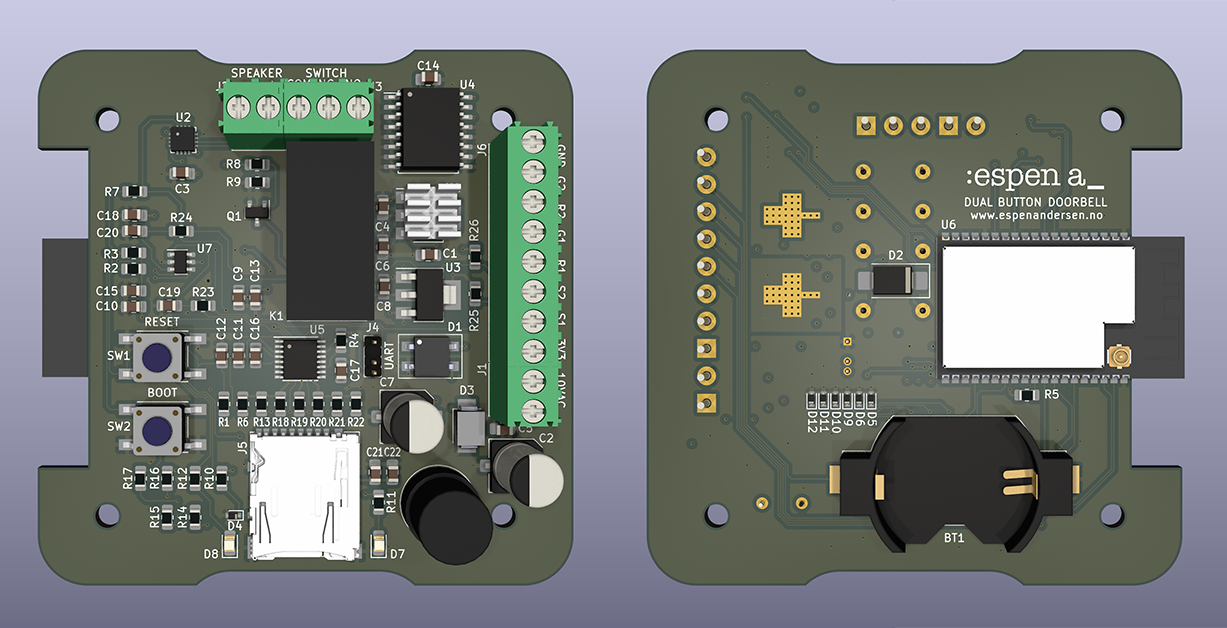 SPEAKER
SWITCH
C14
U4
U2
J6
R8
R9
C3
R7
Q1
C18
C20
R24
R3
R2
U7
C4
C6
C1
U3
R26
C8
R25
C15
C10
C19
R23
C9
C13
RESET
K1
U5
C12
C11
C16
R4
J4
UART
D1
C17
SW1
BOOT
SW2
C7
D3
J1
R1 R6 R13 R18 R19 R20 R21 R22
J5
C2
C21 C22
R17
R16
R12
R10
R15
R14
D4
D8
R11
D7
GND
3V3
:espen a_
DUAL BUTTON DOORBELL
www.espenandersen.no
U6
D2
R5
D12
D11
D10
D9
D6
D5
BT1